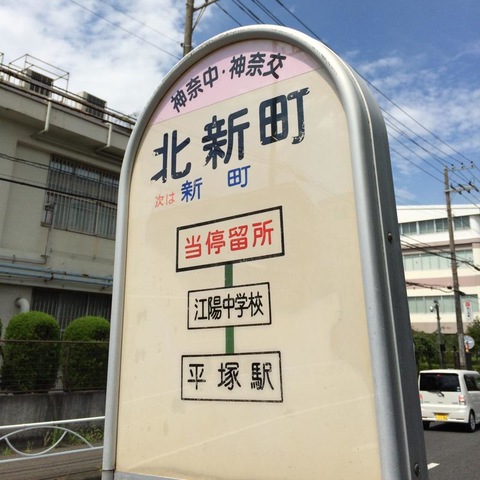 神奈中・神奈交
北新町
次は 新町
当停留所
江陽中学校
平塚駅